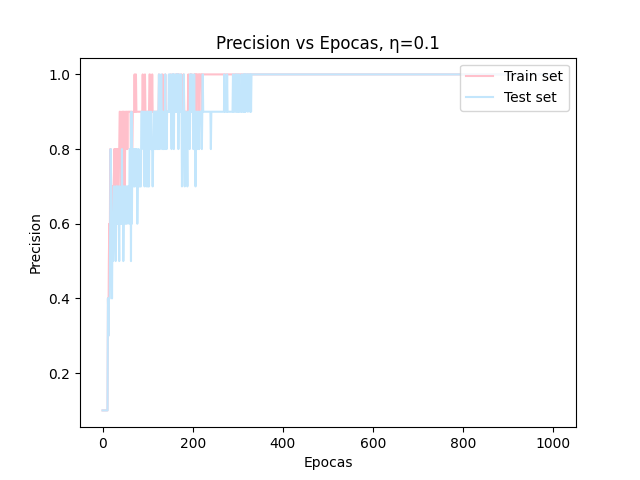 Precision vs Epocas, η=0.1
1.0
0.8
0.6
0.4
0.2
Precision
Train set
Test set
0
200
400
600
800
1000
Epocas